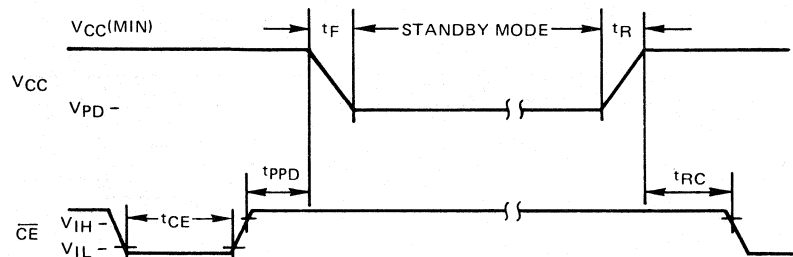 VCC(MIN)
tF
STANDBY MODE
tR
VCC
VPD
tPPD
tRC
CE
VIH
tCE
VIL